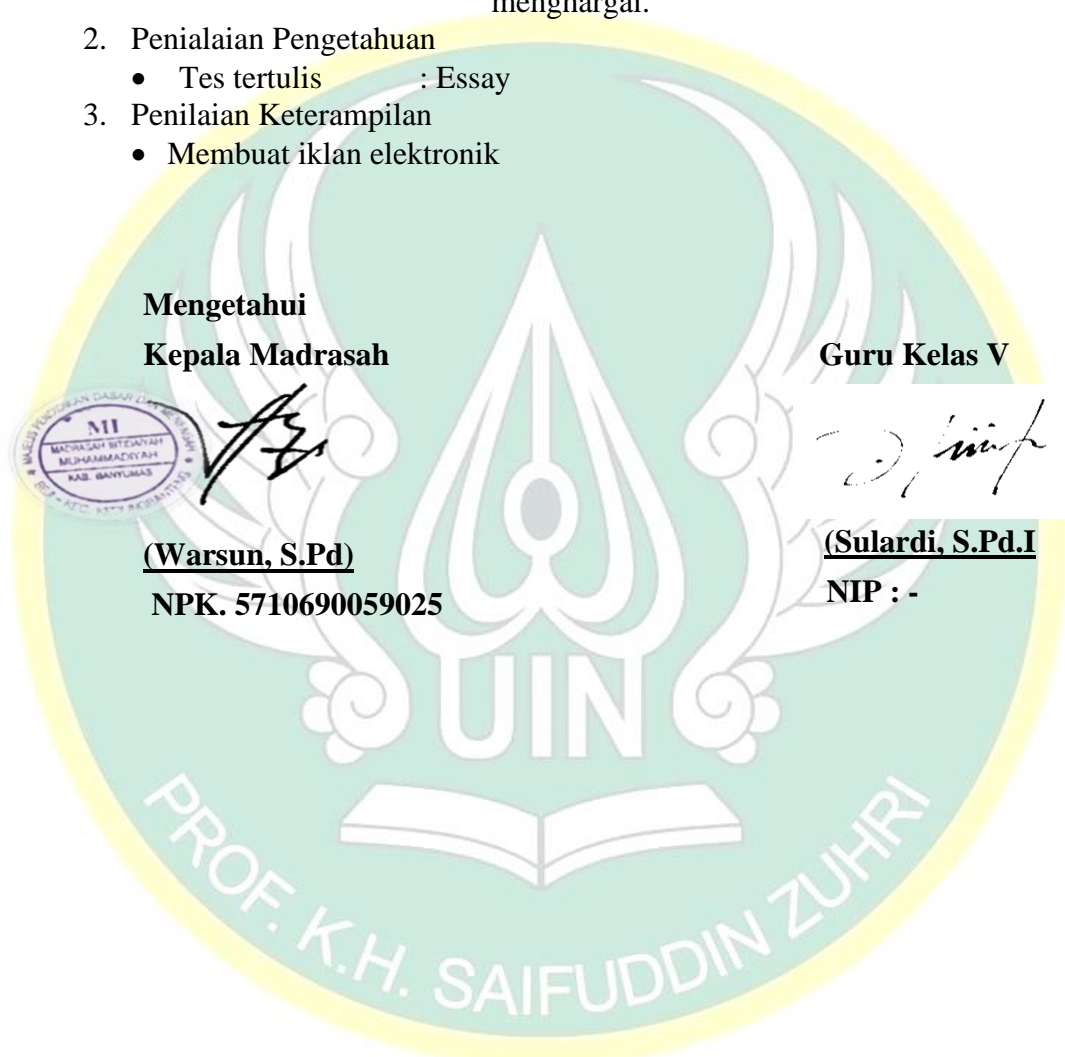 menghargai.
2. Penialaian Pengetahuan
• Tes tertulis : Essay
3. Penilaian Keterampilan
• Membuat iklan elektronik
Mengetahui
Kepala Madrasah
Guru Kelas V
MI
MADRASAH IBTIDAIYAH
MUHAMMADIYAH
KAB. BANYUMAS
(Warsun, S.Pd)
NPK. 5710690059025
(Sulardi, S.Pd.I
NIP : -
UIN
PROF. K.H. SAIFUDDIN ZUHRI